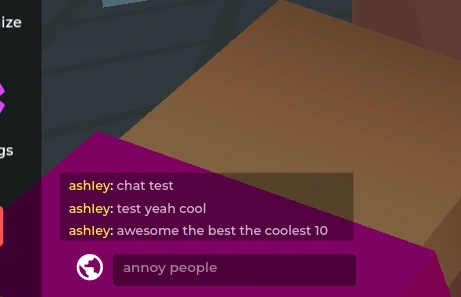 ize
gs
ashley: chat test
ashley: test yeah cool
ashley: awesome the best the coolest 10
annoy people